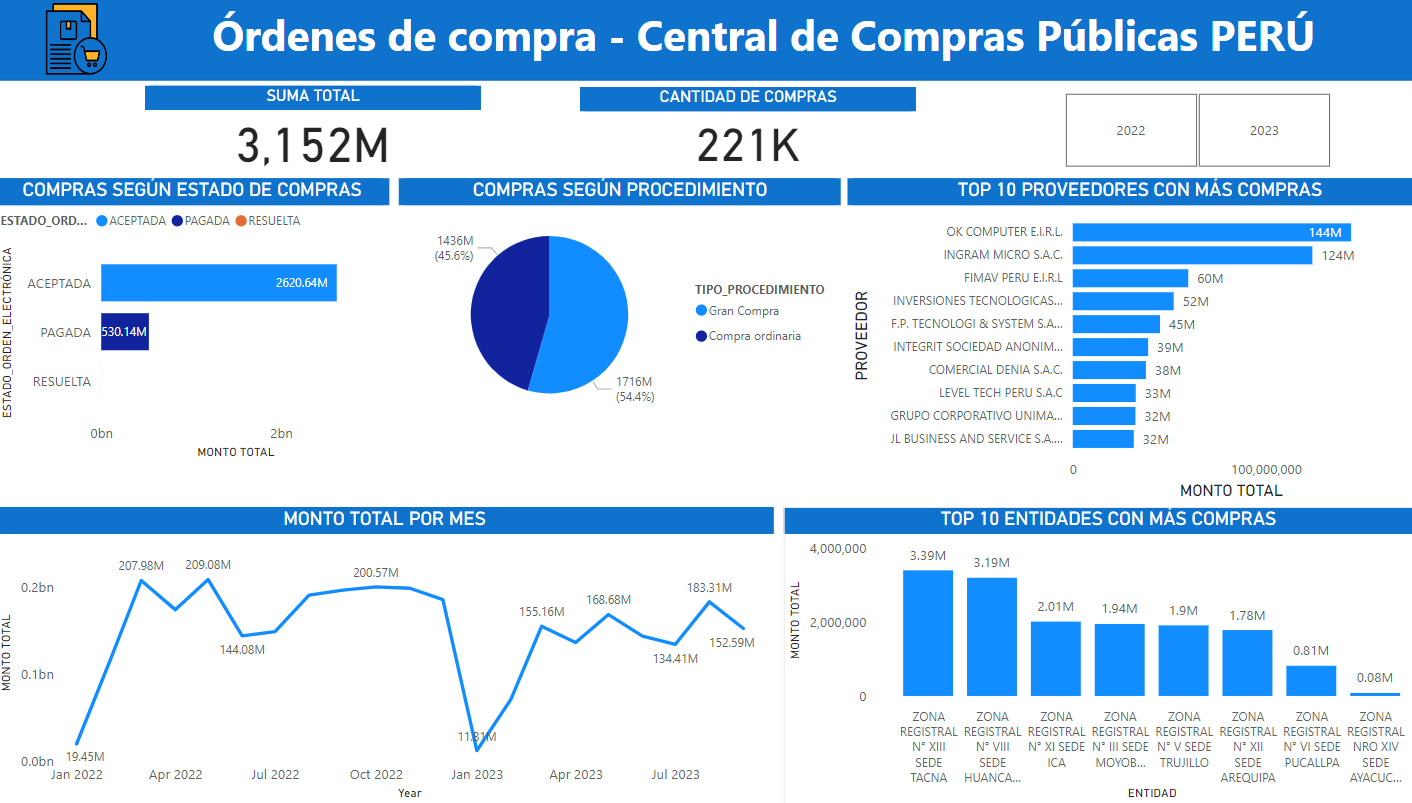 Órdenes de compra - Central de Compras Públicas PERÚ
SUMA TOTAL
3,152M
CANTIDAD DE COMPRAS
221K
2022
2023
COMPRAS SEGÚN ESTADO DE COMPRAS
ESTADO_ORD...
ACEPTADA
PAGADA
RESUELTA
ESTADO_ORDEN_ELECTRÓNICA
ACEPTADA
2620.64M
PAGADA
530.14M
RESUELTA
0bn
2bn
MONTO TOTAL
COMPRAS SEGÚN PROCEDIMIENTO
1436M
(45.6%)
1716M
(54.4%)
TIPO_PROCEDIMIENTO
Gran Compra
Compra ordinaria
TOP 10 PROVEEDORES CON MÁS COMPRAS
PROVEEDOR
OK COMPUTER E.I.R.L.
144M
INGRAM MICRO S.A.C.
124M
FIMAV PERU E.I.R.L
60M
INVERSIONES TECNOLOGICAS...
52M
F.P. TECNOLOGI & SYSTEM S.A...
45M
INTEGRIT SOCIEDAD ANONIM...
39M
COMERCIAL DENIA S.A.C.
38M
LEVEL TECH PERU S.A.C
33M
GRUPO CORPORATIVO UNIMA...
32M
JL BUSINESS AND SERVICE S.A....
32M
0
100,000,000
MONTO TOTAL
MONTO TOTAL POR MES
MONTO TOTAL
0.2bn
0.1bn
0.0bn
19.45M
207.98M
209.08M
144.08M
200.57M
11.81M
155.16M
168.68M
134.41M
183.31M
152.59M
Jan 2022
Apr 2022
Jul 2022
Oct 2022
Jan 2023
Apr 2023
Jul 2023
Year
TOP 10 ENTIDADES CON MÁS COMPRAS
MONTO TOTAL
4,000,000
2,000,000
0
3.39M
3.19M
2.01M
1.94M
1.9M
1.78M
0.81M
0.08M
ZONA
REGISTRAL
N° XIII
SEDE
TACNA
ZONA
REGISTRAL
N° VIII
SEDE
HUANCA...
ZONA
REGISTRAL
N° XI SEDE
ICA
ZONA
REGISTRAL
N° III SEDE
MOYOB...
ZONA
REGISTRAL
N° V SEDE
TRUJILLO
ZONA
REGISTRAL
N° XII
SEDE
AREQUIPA
ZONA
REGISTRAL
N° VI SEDE
PUCALLPA
ZONA
REGISTRAL
NRO XIV
SEDE
AYACUC...
ENTIDAD